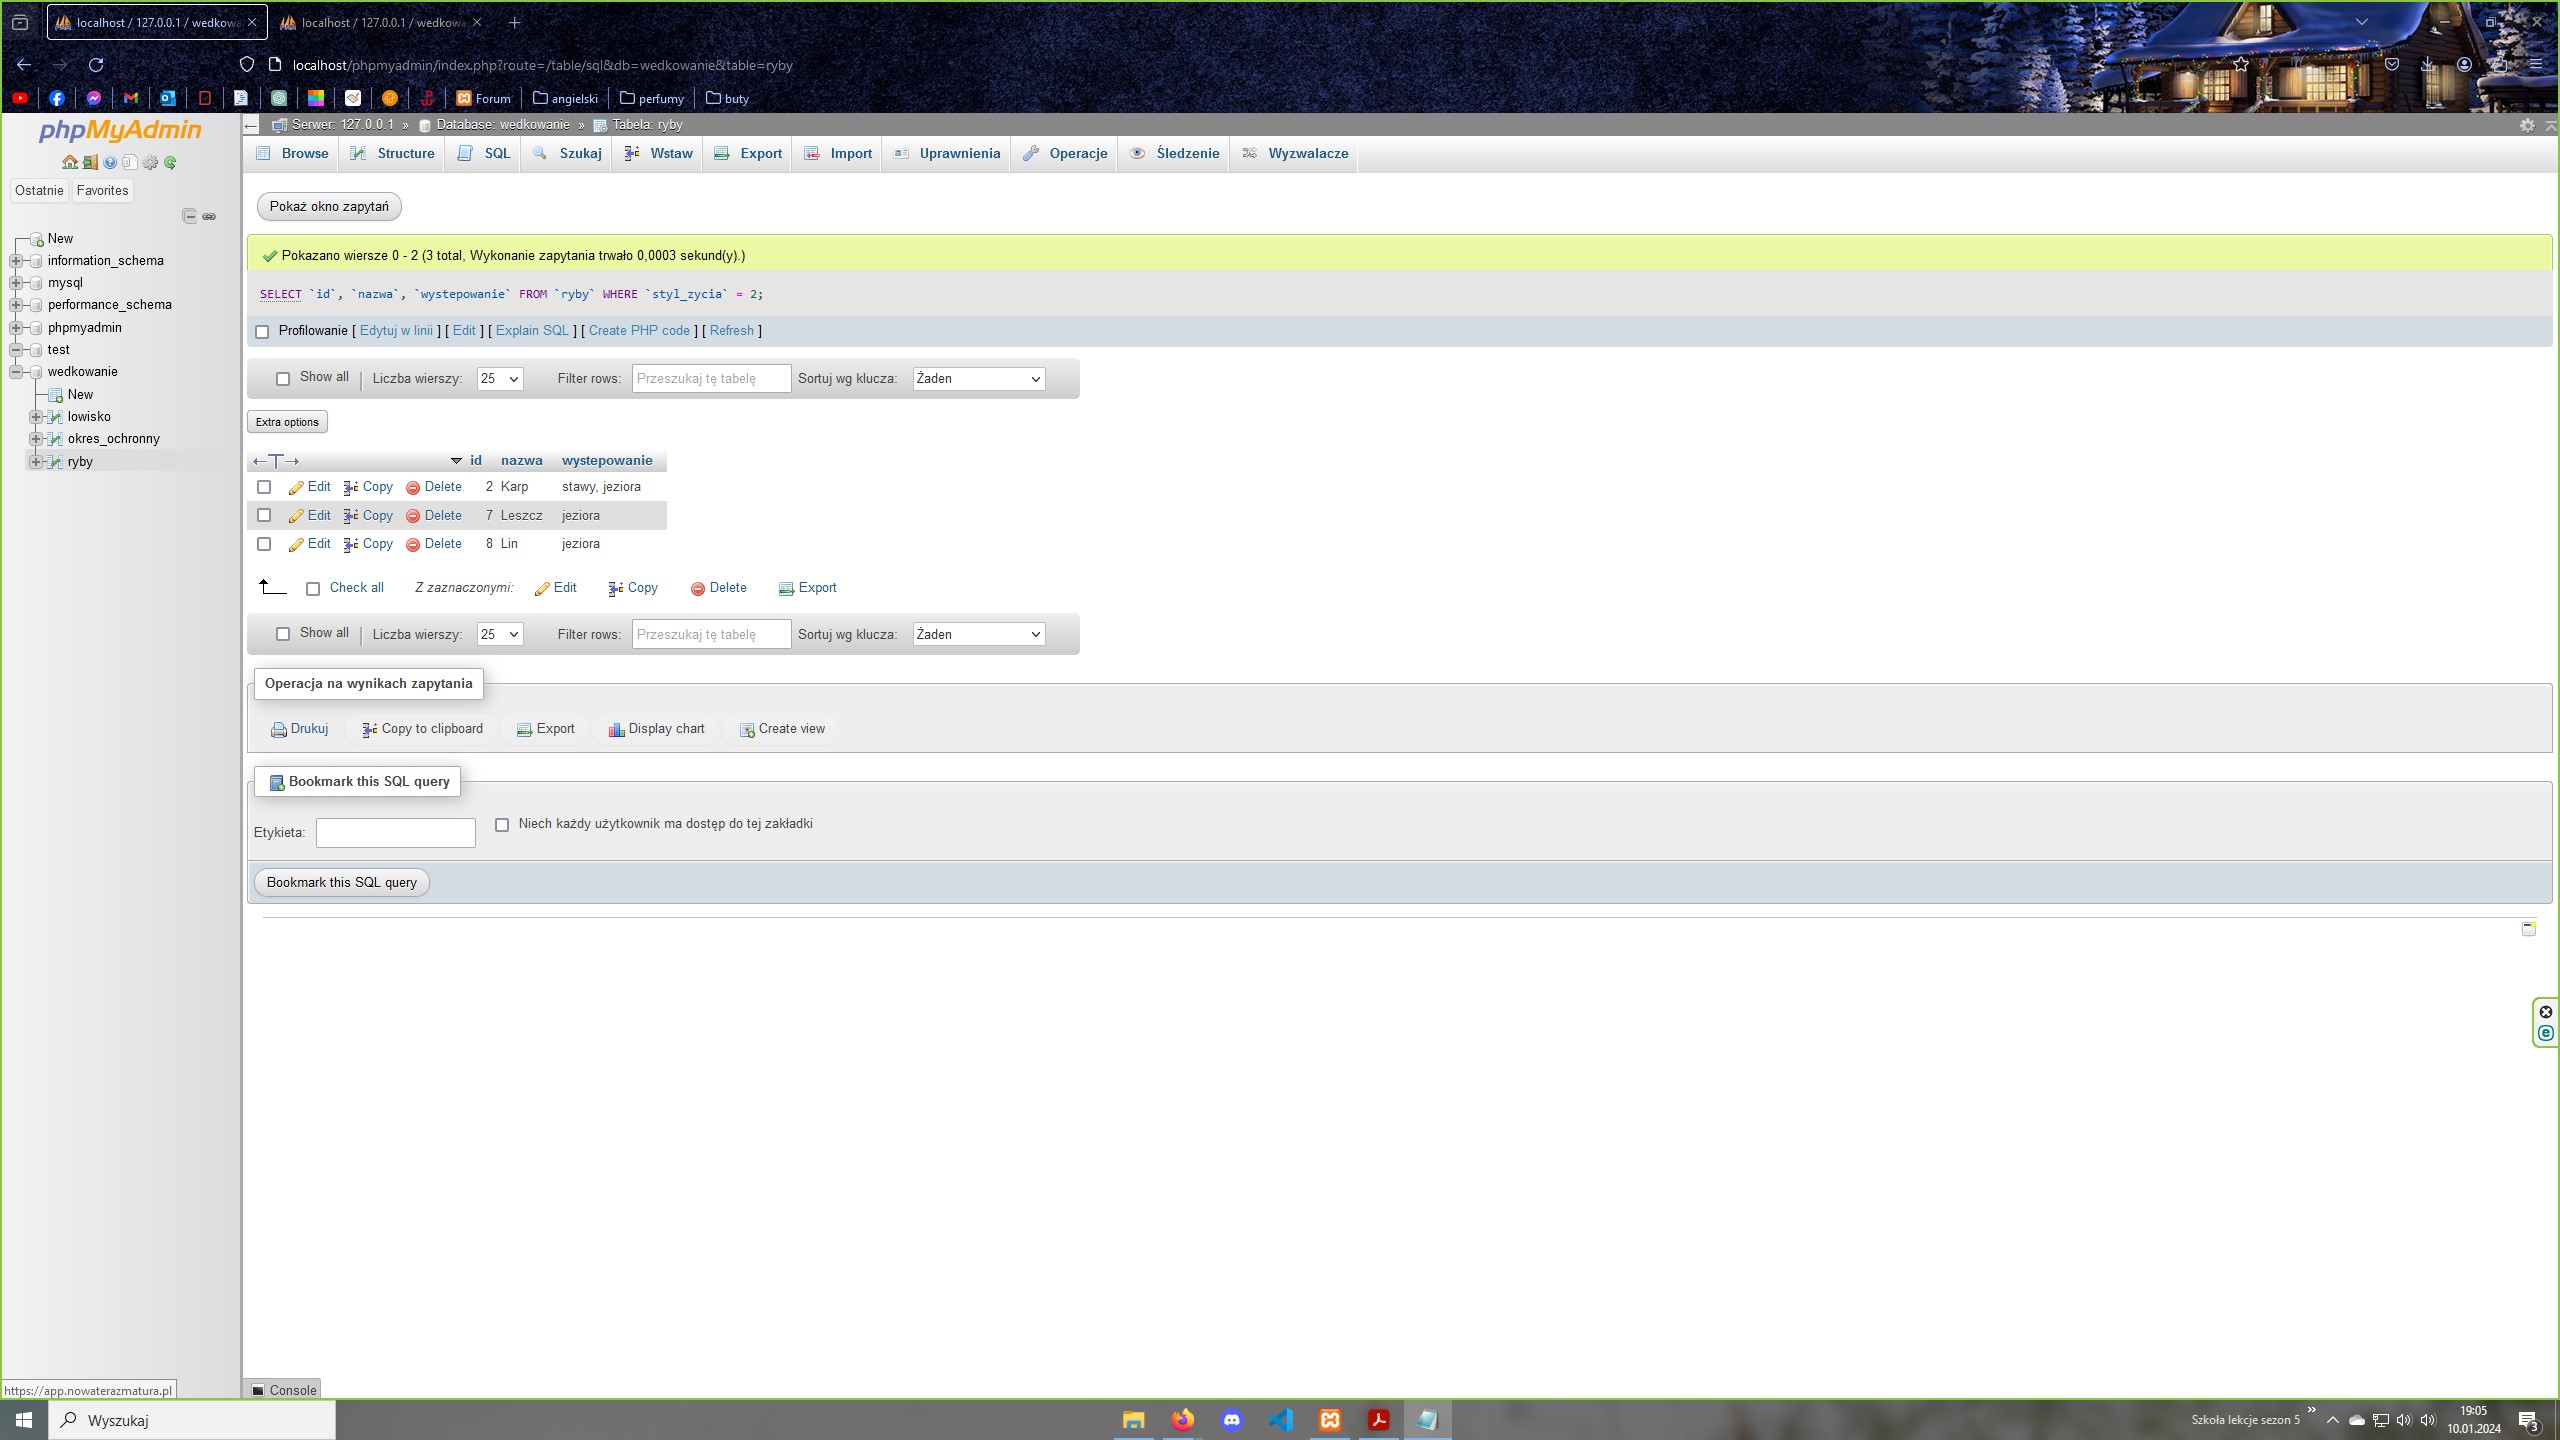 localhost / 127.0.0.1 / wedkowa
localhost / 127.0.0.1 / wedkowa
localhost/phpmyadmin/index.php?route=/table/sql&db=wedkowanie&table=ryby
Forum
angielski
perfumy
buty
phpMyAdmin
Ostatnie
Favorites
New
information_schema
mysql
performance_schema
phpmyadmin
test
wedkowanie
New
lowisko
okres_ochronny
ryby
Serwer: 127.0.0.1 » Database: wedkowanie » Tabela: ryby
Browse
Structure
SQL
Szukaj
Wstaw
Export
Import
Uprawnienia
Operacje
Śledzenie
Wyzwalacze
Pokaż okno zapytań
Pokazano wiersze 0 - 2 (3 total, Wykonanie zapytania trwało 0,0003 sekund(y).)
SELECT `id`, `nazwa`, `wystepowanie` FROM `ryby` WHERE `styl_zycia` = 2;
Profilowanie [ Edytuj w linii ] [ Edit ] [ Explain SQL ] [ Create PHP code ] [ Refresh ]
Show all
Liczba wierszy:
25
Filter rows:
Przeszukaj tę tabelę
Sortuj wg klucza:
Żaden
Extra options
id nazwa wystepowanie
Edit Copy Delete 2 Karp stawy, jeziora
Edit Copy Delete 7 Leszcz jeziora
Edit Copy Delete 8 Lin jeziora
Check all Z zaznaczonymi: Edit Copy Delete Export
Show all
Liczba wierszy:
25
Filter rows:
Przeszukaj tę tabelę
Sortuj wg klucza:
Żaden
Operacja na wynikach zapytania
Drukuj
Copy to clipboard
Export
Display chart
Create view
Bookmark this SQL query
Etykieta:
Niech każdy użytkownik ma dostęp do tej zakładki
Bookmark this SQL query
https://app.nowaterazmatura.pl
Console
Wyszukaj
Szkoła lekcje sezon 5
19:05
10.01.2024
3